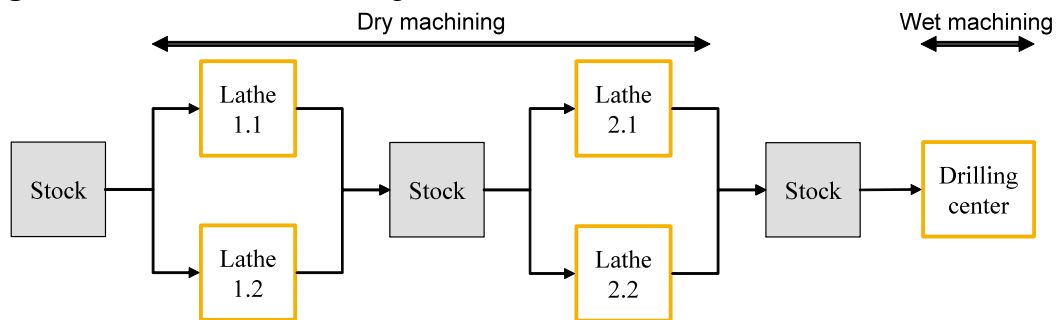 Dry machining
Wet machining
Lathe
1.1
Lathe
2.1
Stock
Stock
Stock
Drilling
center
Lathe
1.2
Lathe
2.2